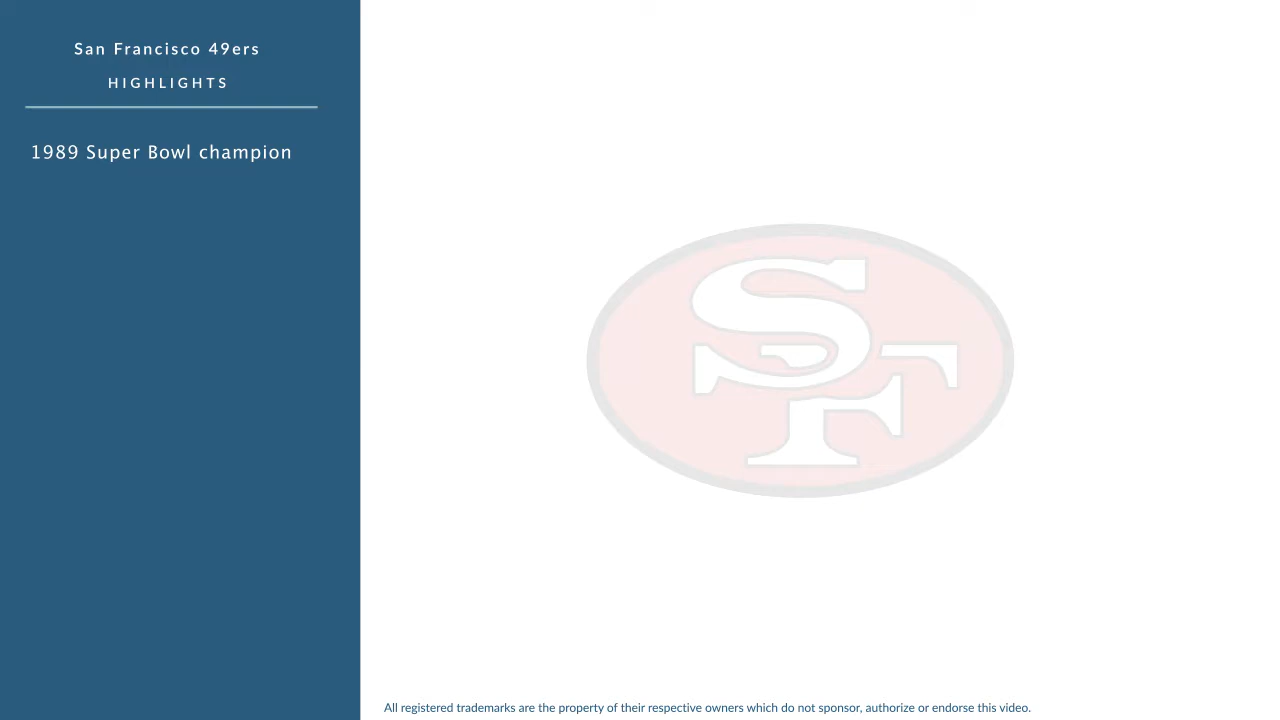 San Francisco 49ers
HIGHLIGHTS
1989 Super Bowl champion
SF
All registered trademarks are the property of their respective owners which do not sponsor, authorize or endorse this video.